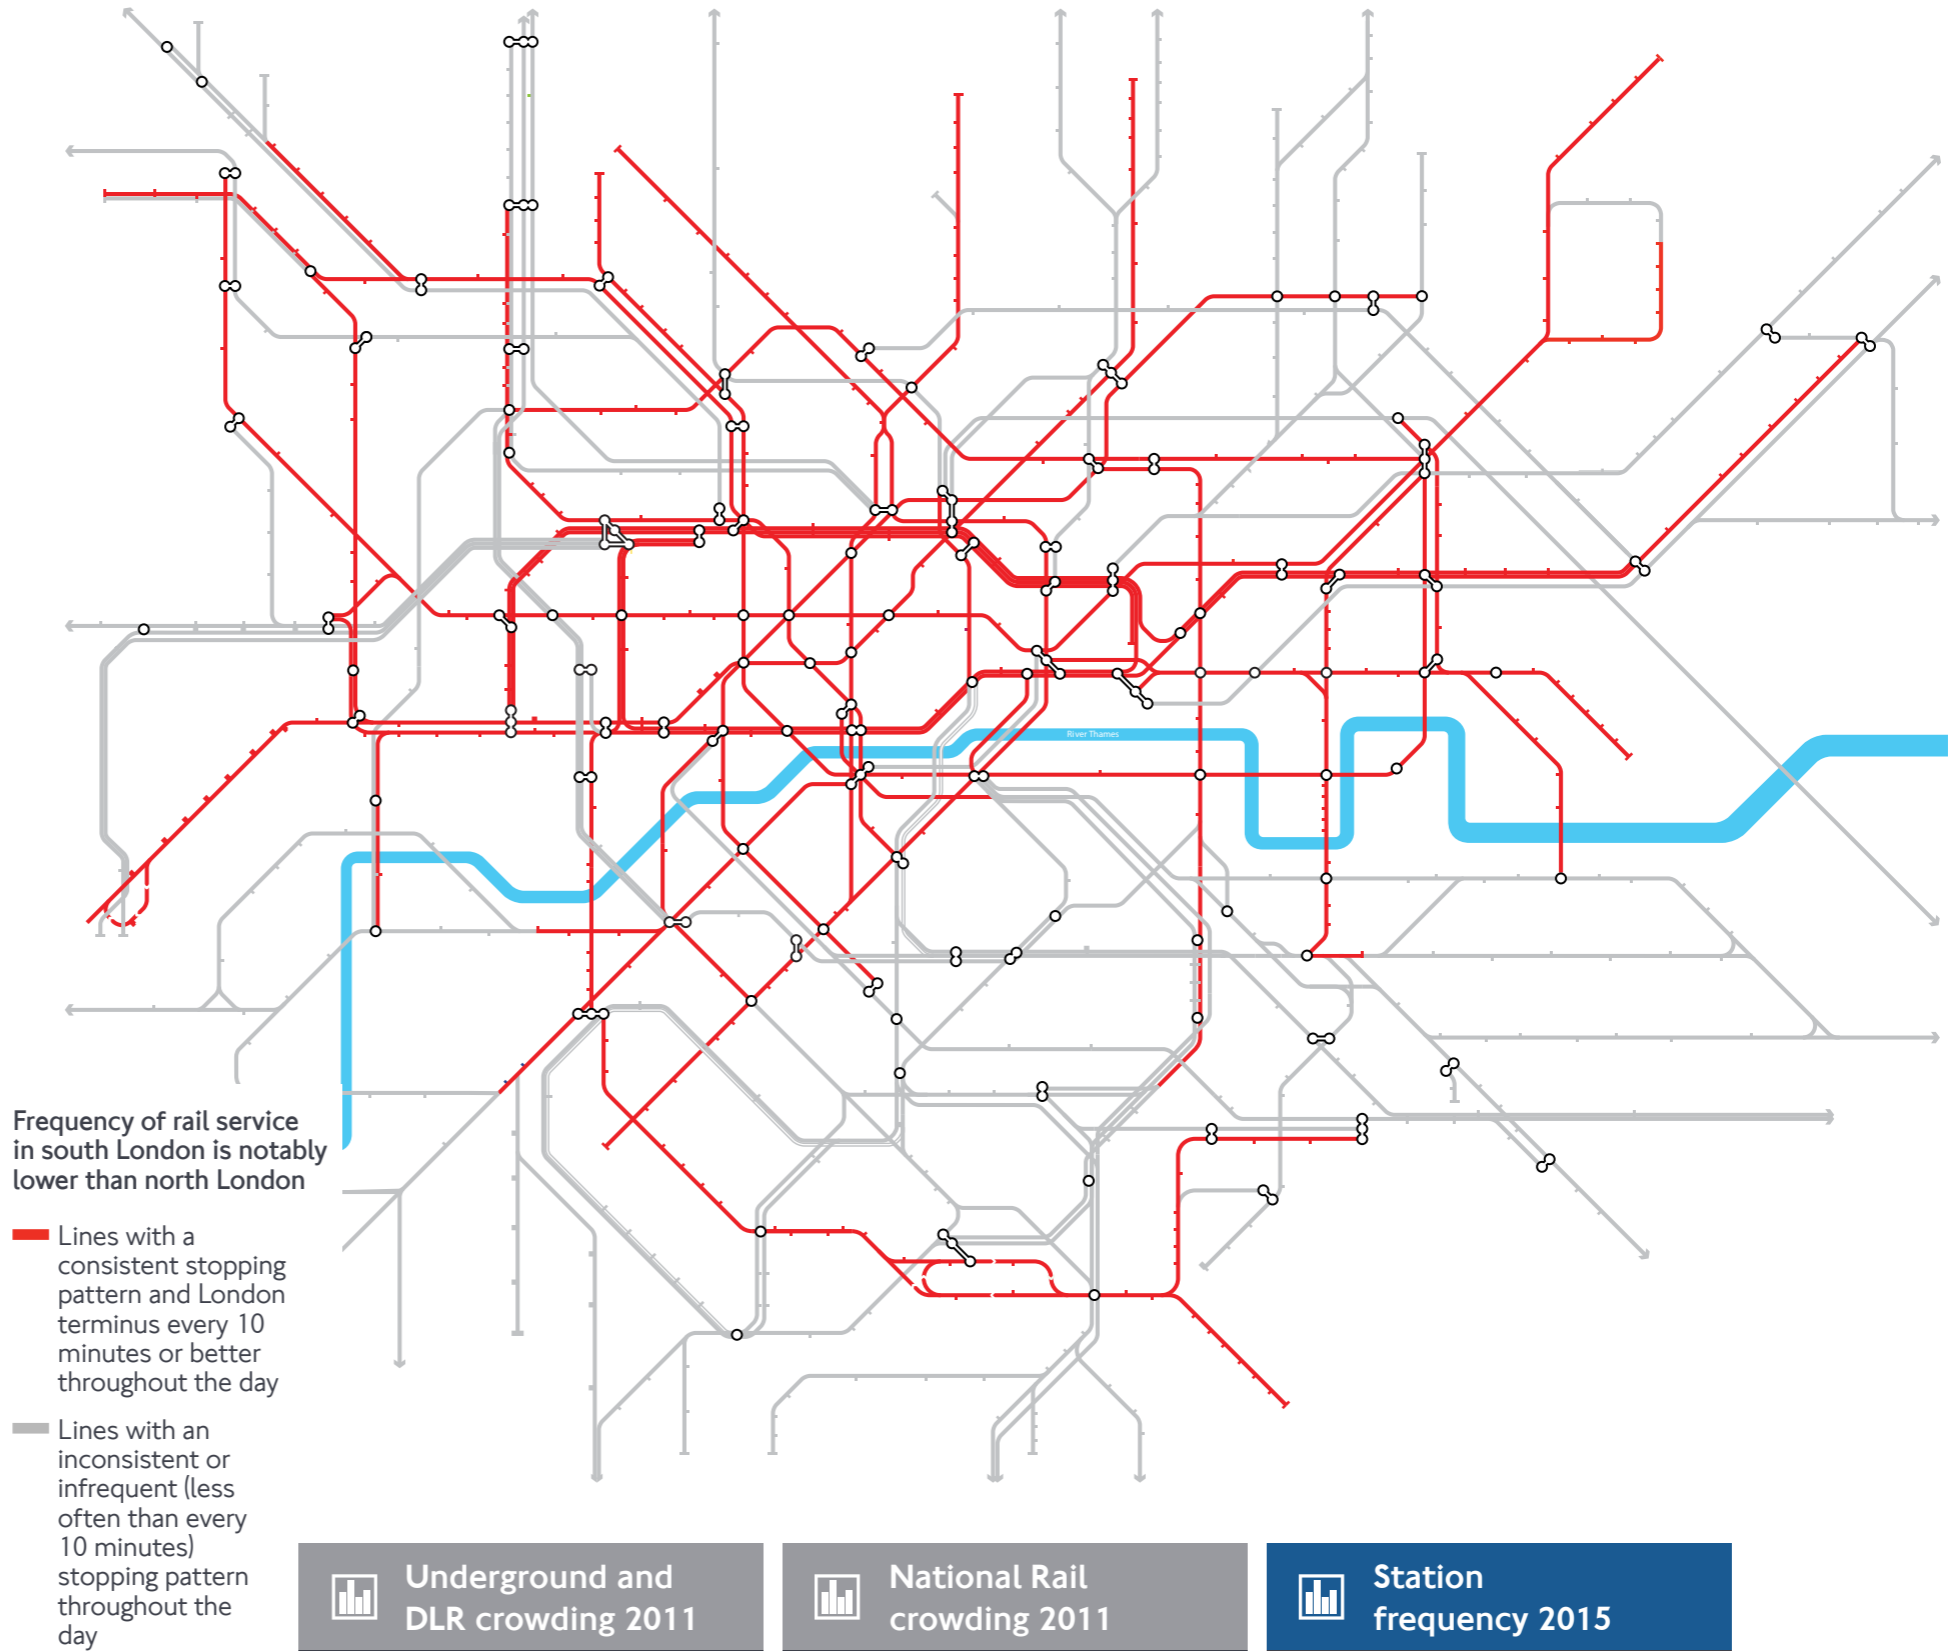 River Thames
Frequency of rail service
in south London is notably
lower than north London
Lines with a
consistent stopping
pattern and London
terminus every 10
minutes or better
throughout the day
Lines with an
inconsistent or
infrequent (less
often than every
10 minutes)
stopping pattern
throughout the
day
Underground and
DLR crowding 2011
National Rail
crowding 2011
Station
frequency 2015